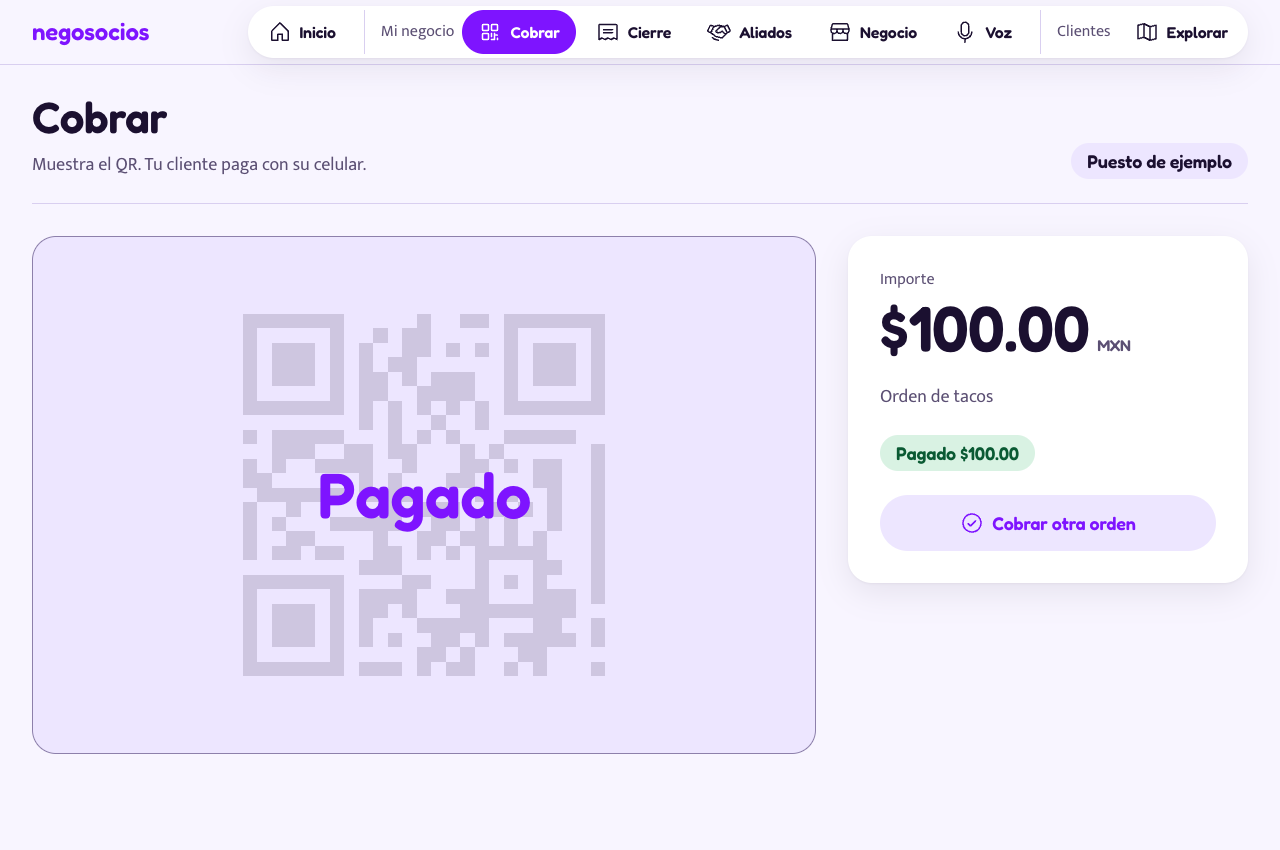 negosocios
Inicio
Mi negocio
Cobrar
Cierre
Aliados
Negocio
Voz
Clientes
Explorar
Cobrar
Muestra el QR. Tu cliente paga con su celular.
Puesto de ejemplo
Pagado
Importe
$100.00 MXN
Orden de tacos
Pagado $100.00
Cobrar otra orden